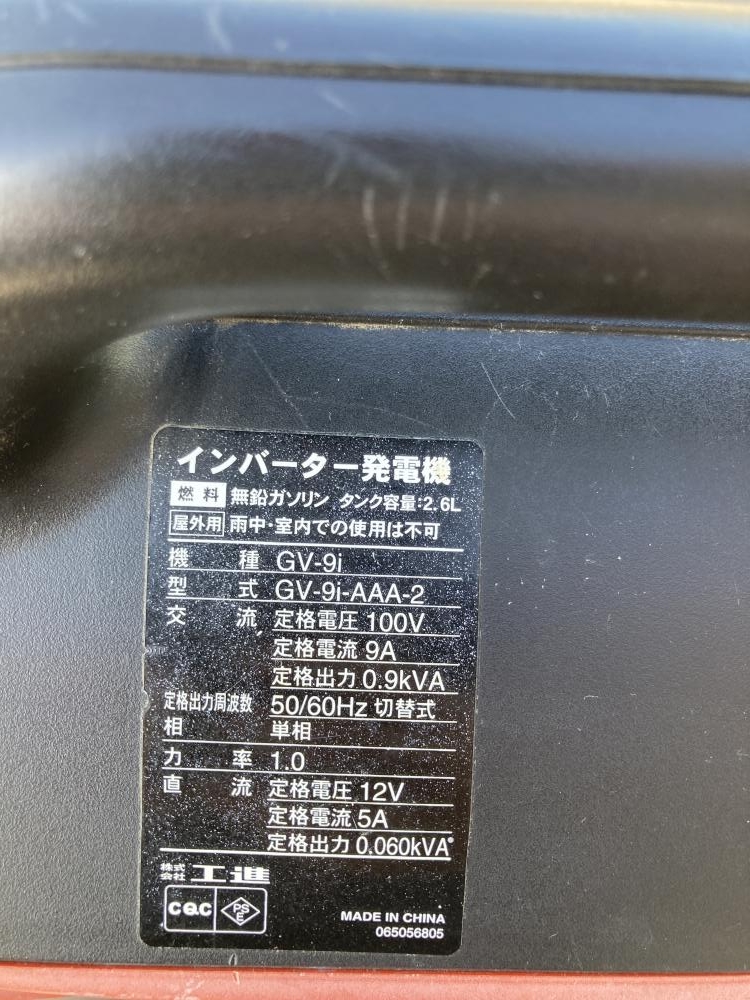 インバーター発電機
燃料 無鉛ガソリン タンク容量:2.6L
屋外用 雨中・室内での使用は不可
機種 GV-9i
型式 GV-9i-AAA-2
交流 定格電圧 100V
定格電流 9A
定格出力 0.9kVA
定格出力周波数 50/60Hz 切替式
相 単相
力率 1.0
直流 定格電圧 12V
定格電流 5A
定格出力 0.060kVA
株式会社 工進
cqc PSE
MADE IN CHINA
065056805